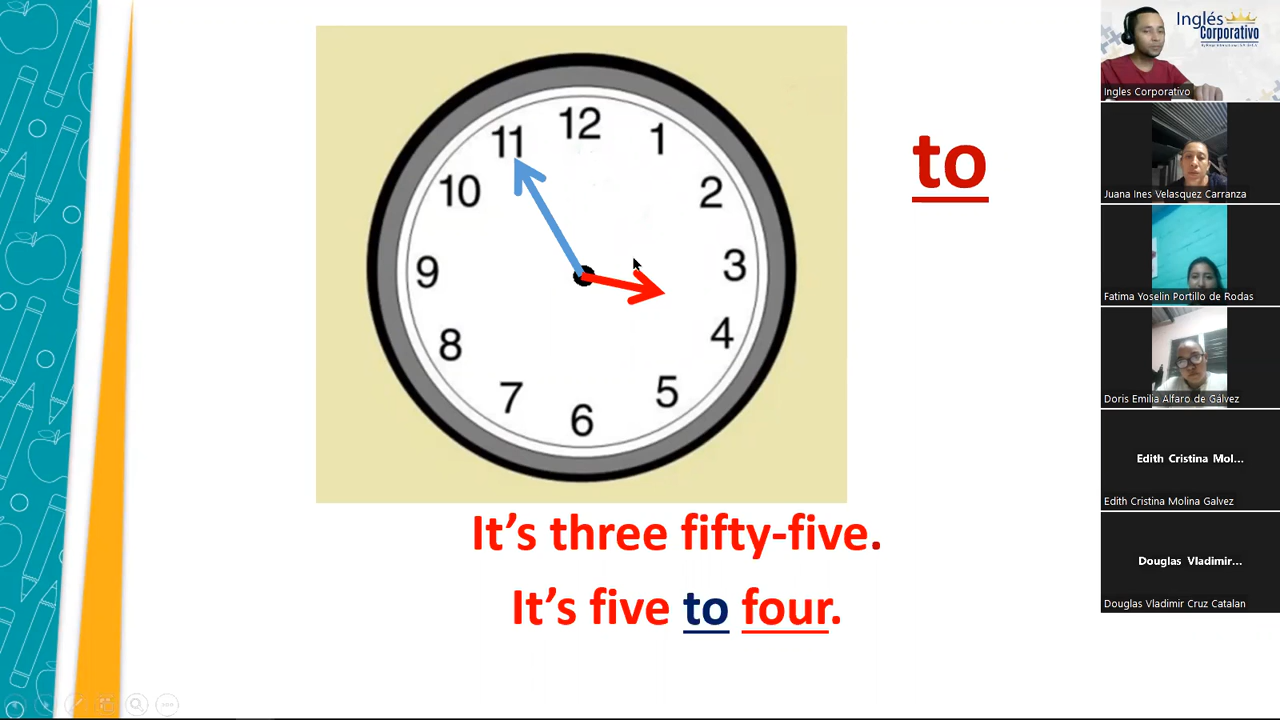 12
11
1
10
2
9
3
8
4
7
5
6
to
It's three fifty-five.
It's five to four.
Inglés
Corporativo
Ingles Corporativo
Juana Ines Velasquez Carranza
Fatima Yoselin Portillo de Rodas
Doris Emilia Alfaro de Gálvez
Edith Cristina Mol...
Edith Cristina Molina Galvez
Douglas Vladimir...
Douglas Vladimir Cruz Catalan